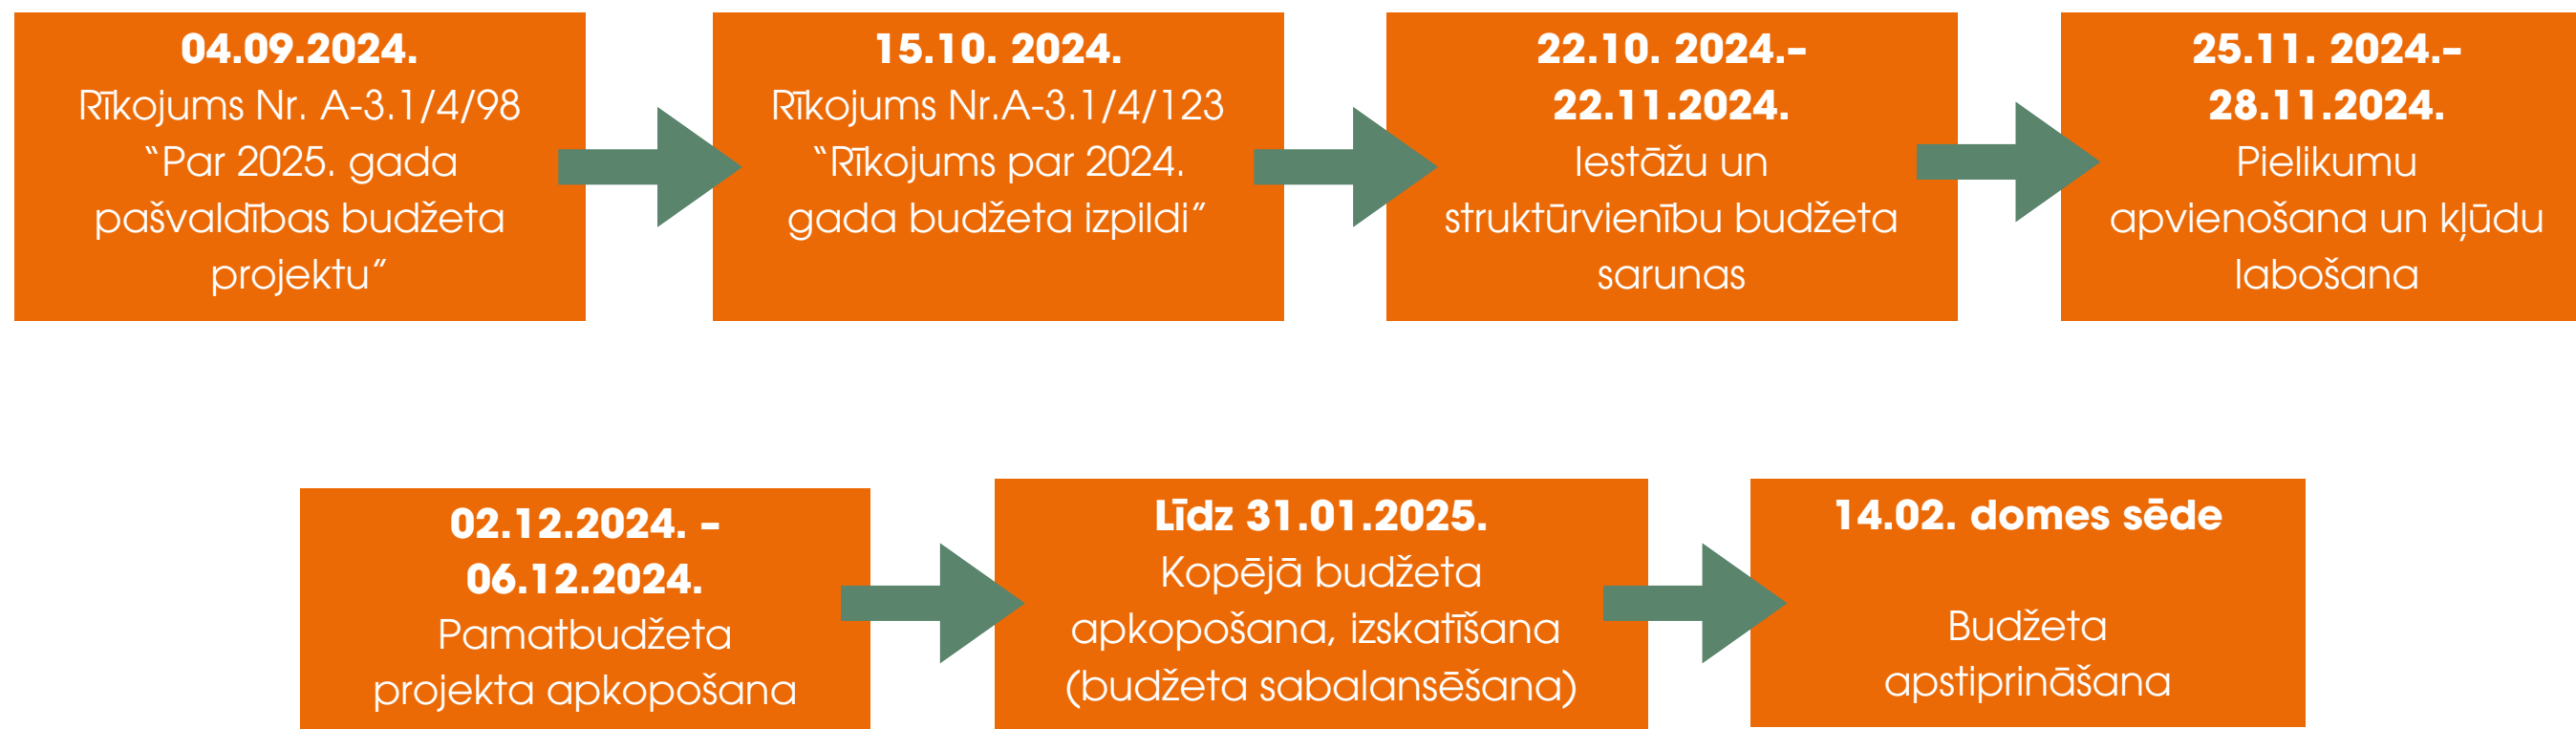 04.09.2024.
Rīkojums Nr. A-3.1/4/98
“Par 2025. gada
pašvaldības budžeta
projektu”
15.10. 2024.
Rīkojums Nr.A-3.1/4/123
“Rīkojums par 2024.
gada budžeta izpildi”
22.10. 2024.–
22.11.2024.
Iestāžu un
struktūrvienību budžeta
sarunas
25.11. 2024.–
28.11.2024.
Pielikumu
apvienošana un kļūdu
labošana
02.12.2024. –
06.12.2024.
Pamatbudžeta
projekta apkopošana
Līdz 31.01.2025.
Kopējā budžeta
apkopošana, izskatīšana
(budžeta sabalansēšana)
14.02. domes sēde
Budžeta
apstiprināšana